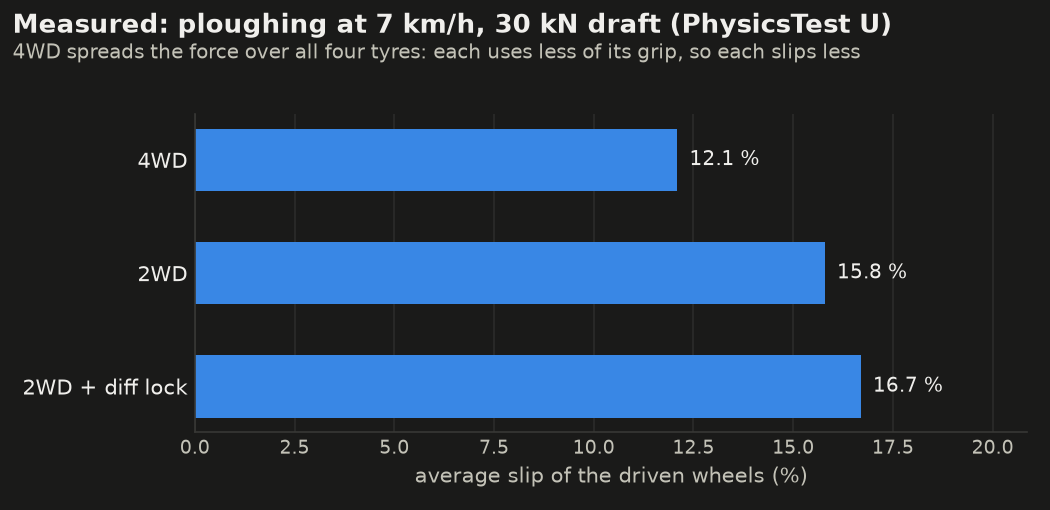 Measured: ploughing at 7 km/h, 30 kN draft (PhysicsTest U)
4WD spreads the force over all four tyres: each uses less of its grip, so each slips less
4WD
12.1 %
2WD
15.8 %
2WD + diff lock
16.7 %
0.0 2.5 5.0 7.5 10.0 12.5 15.0 17.5 20.0
average slip of the driven wheels (%)